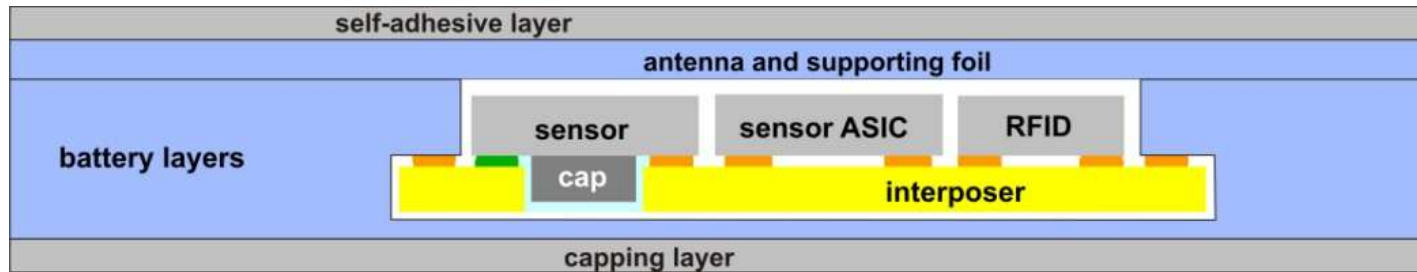 self-adhesive layer
antenna and supporting foil
sensor
sensor ASIC
RFID
battery layers
cap
interposer
capping layer